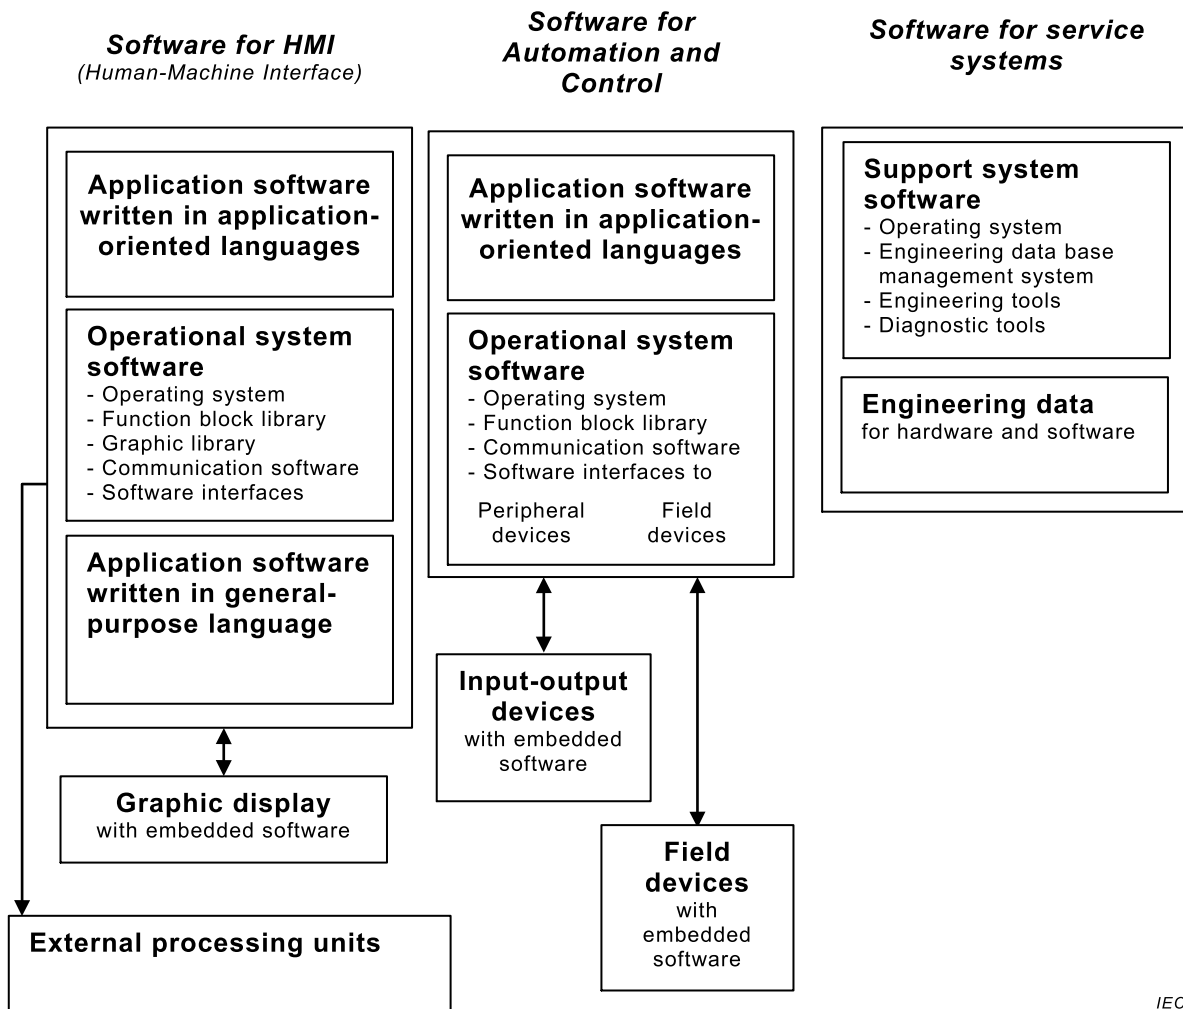 Software for HMI
(Human-Machine Interface)
Application software
written in application-
oriented languages
Operational system
software
- Operating system
- Function block library
- Graphic library
- Communication software
- Software interfaces
Application software
written in general-
purpose language
Graphic display
with embedded software
External processing units
Software for
Automation and
Control
Application software
written in application-
oriented languages
Operational system
software
- Operating system
- Function block library
- Communication software
- Software interfaces to
Peripheral
devices
Field
devices
Input-output
devices
with embedded
software
Field
devices
with
embedded
software
Software for service
systems
Support system
software
- Operating system
- Engineering data base
management system
- Engineering tools
- Diagnostic tools
Engineering data
for hardware and software
IEC